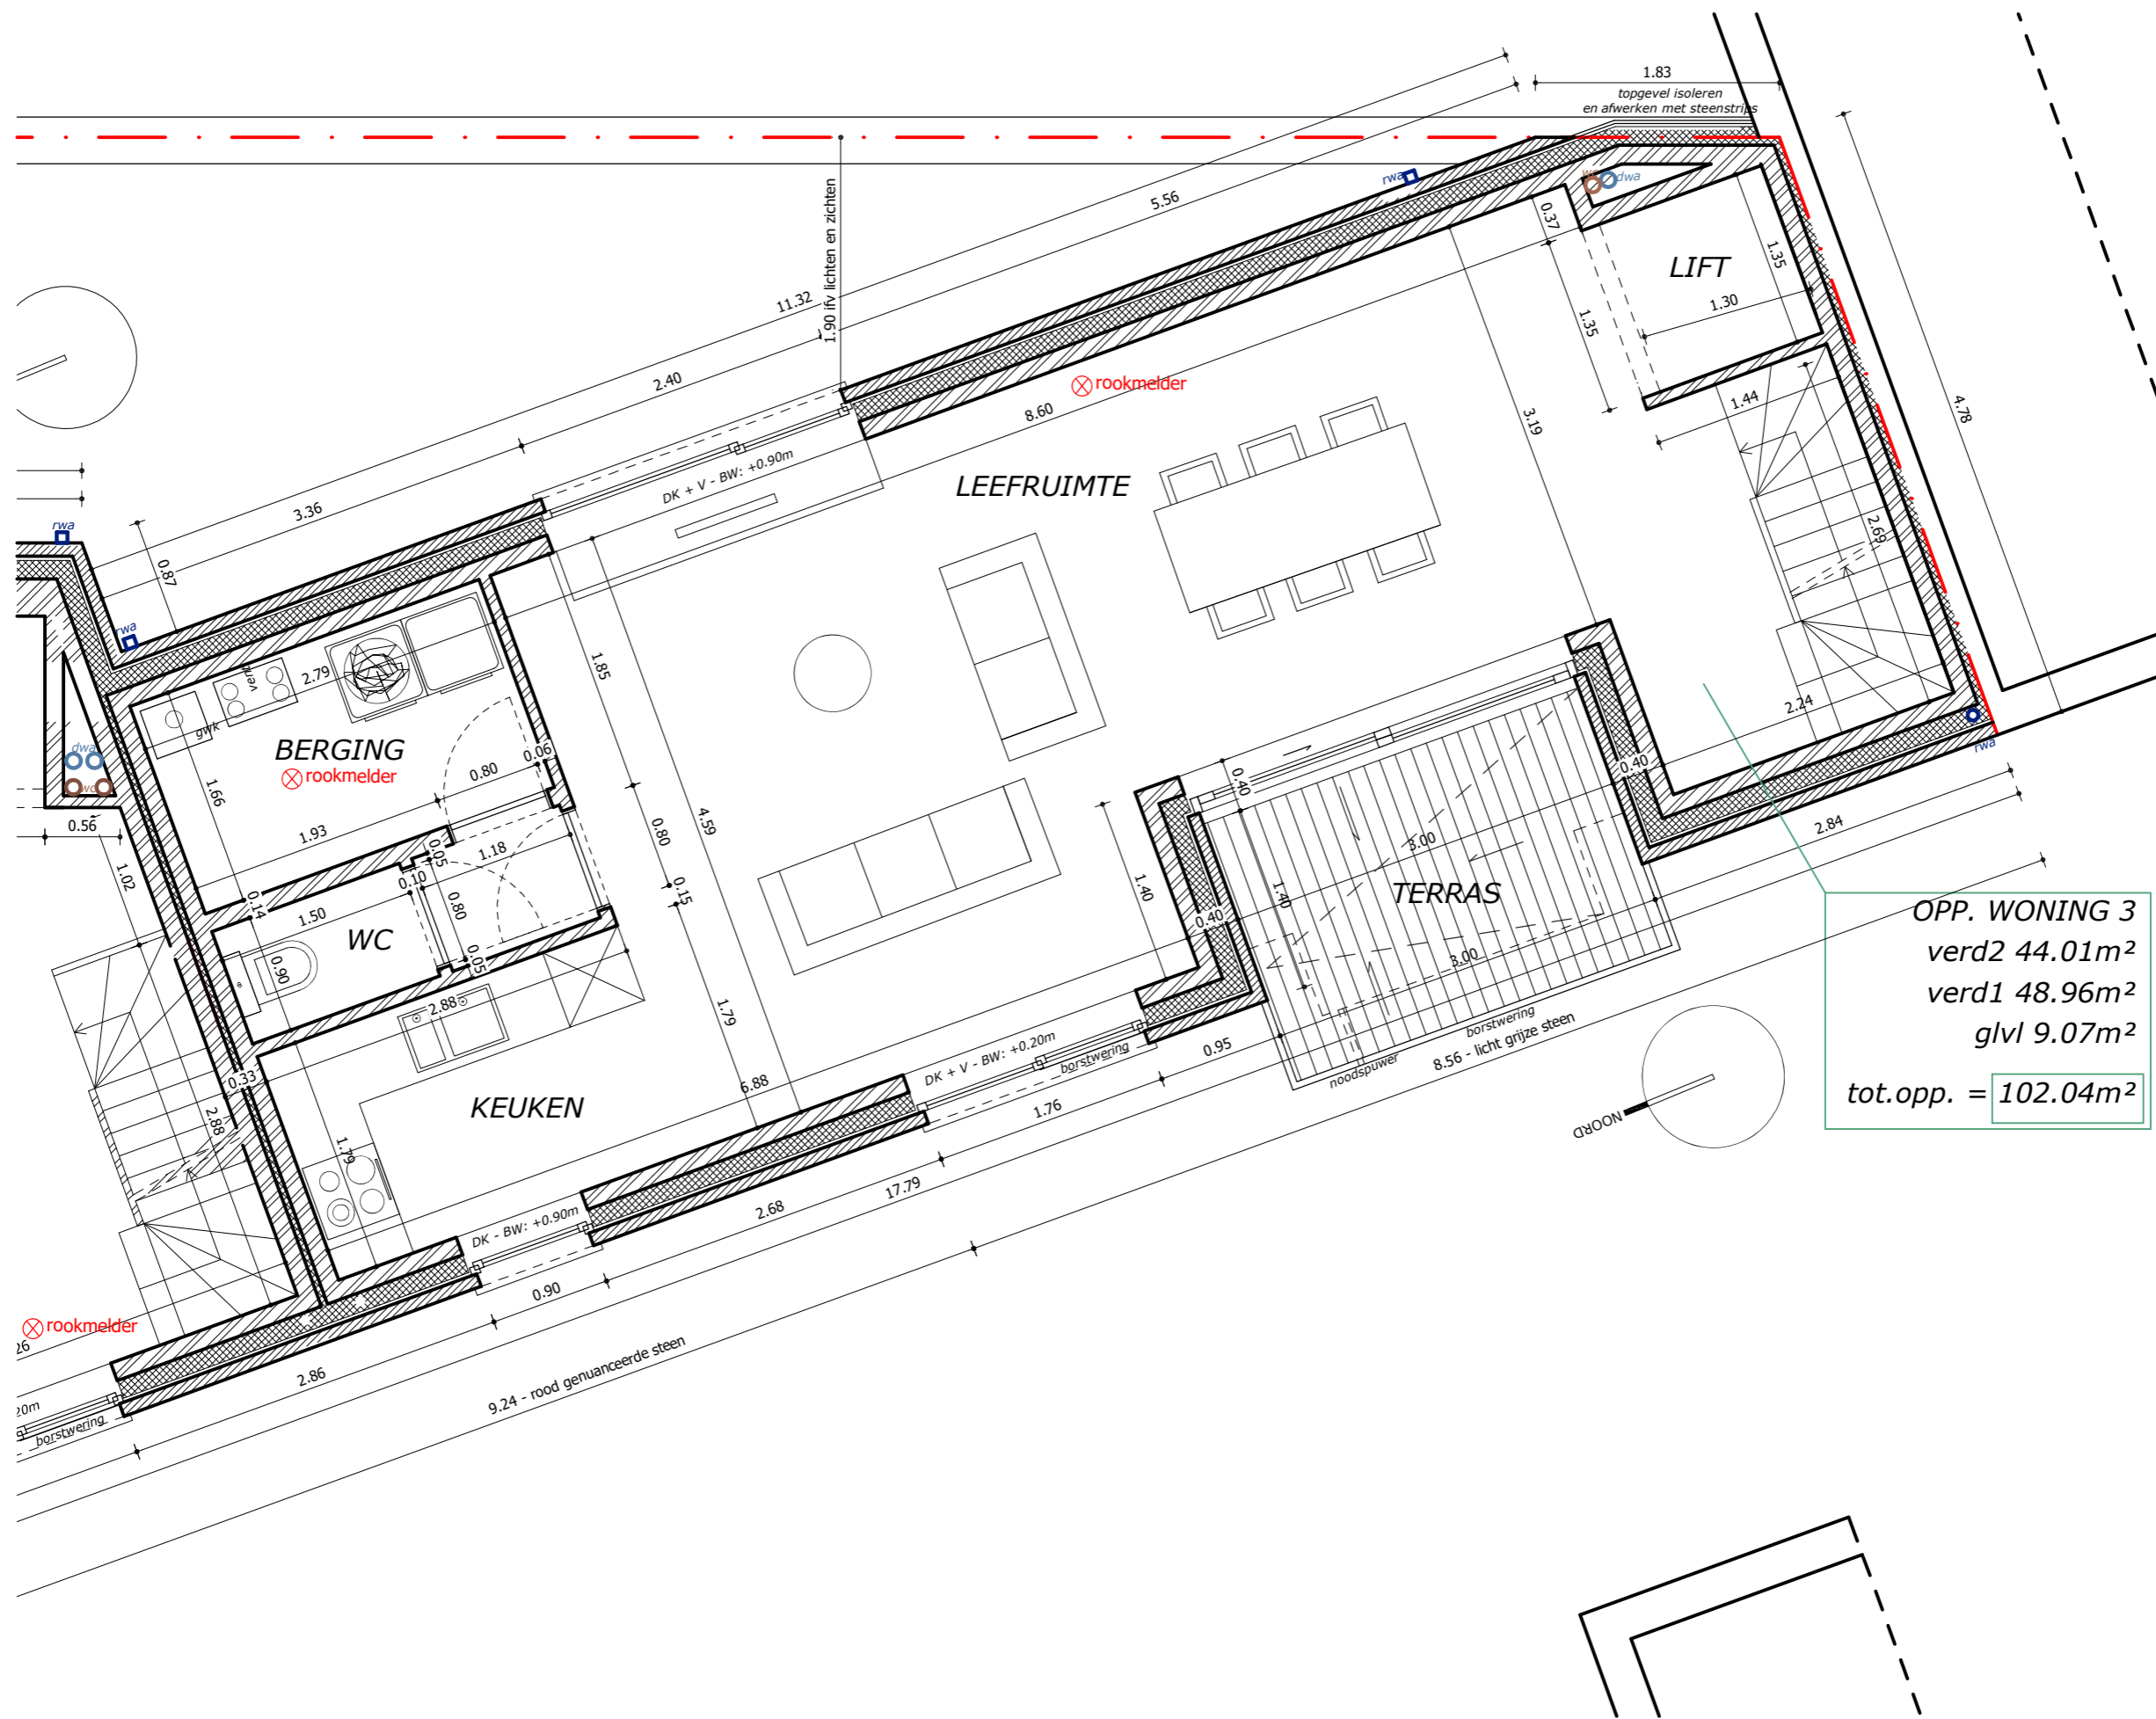 1.83
topgevel isoleren
en afwerken met steenstrips
rwa
dwa
5.56
0.37
1.35
LIFT
11.32
1.90 ifv lichten en zichten
1.30
1.35
rookmelder
2.40
8.60
1.44
4.78
3.19
DK + V - BW: +0.90m
LEEFRUIMTE
3.36
rwa
0.87
2.69
rwa
1.85
2.79
gwk
2.24
rwa
BERGING
rookmelder
0.06
0.80
dwa
1.66
0.40
0.40
4.59
0.56
1.93
0.05
1.18
0.80
2.84
3.00
1.02
0.10
0.14
1.50
0.80
0.15
1.40
1.40
TERRAS
0.40
WC
0.90
0.05
3.00
OPP. WONING 3
verd2 44.01m²
verd1 48.96m²
glvl 9.07m²
tot.opp. = 102.04m²
2.88
1.79
DK + V - BW: +0.20m
borstwering
0.95
borstwering
noodspuwer
8.56 - licht grijze steen
NOORD
0.33
2.88
6.88
KEUKEN
1.76
1.79
DK - BW: +0.90m
2.68
17.79
0.90
rookmelder
26
2.86
9.24 - rood genuanceerde steen
20m
borstwering